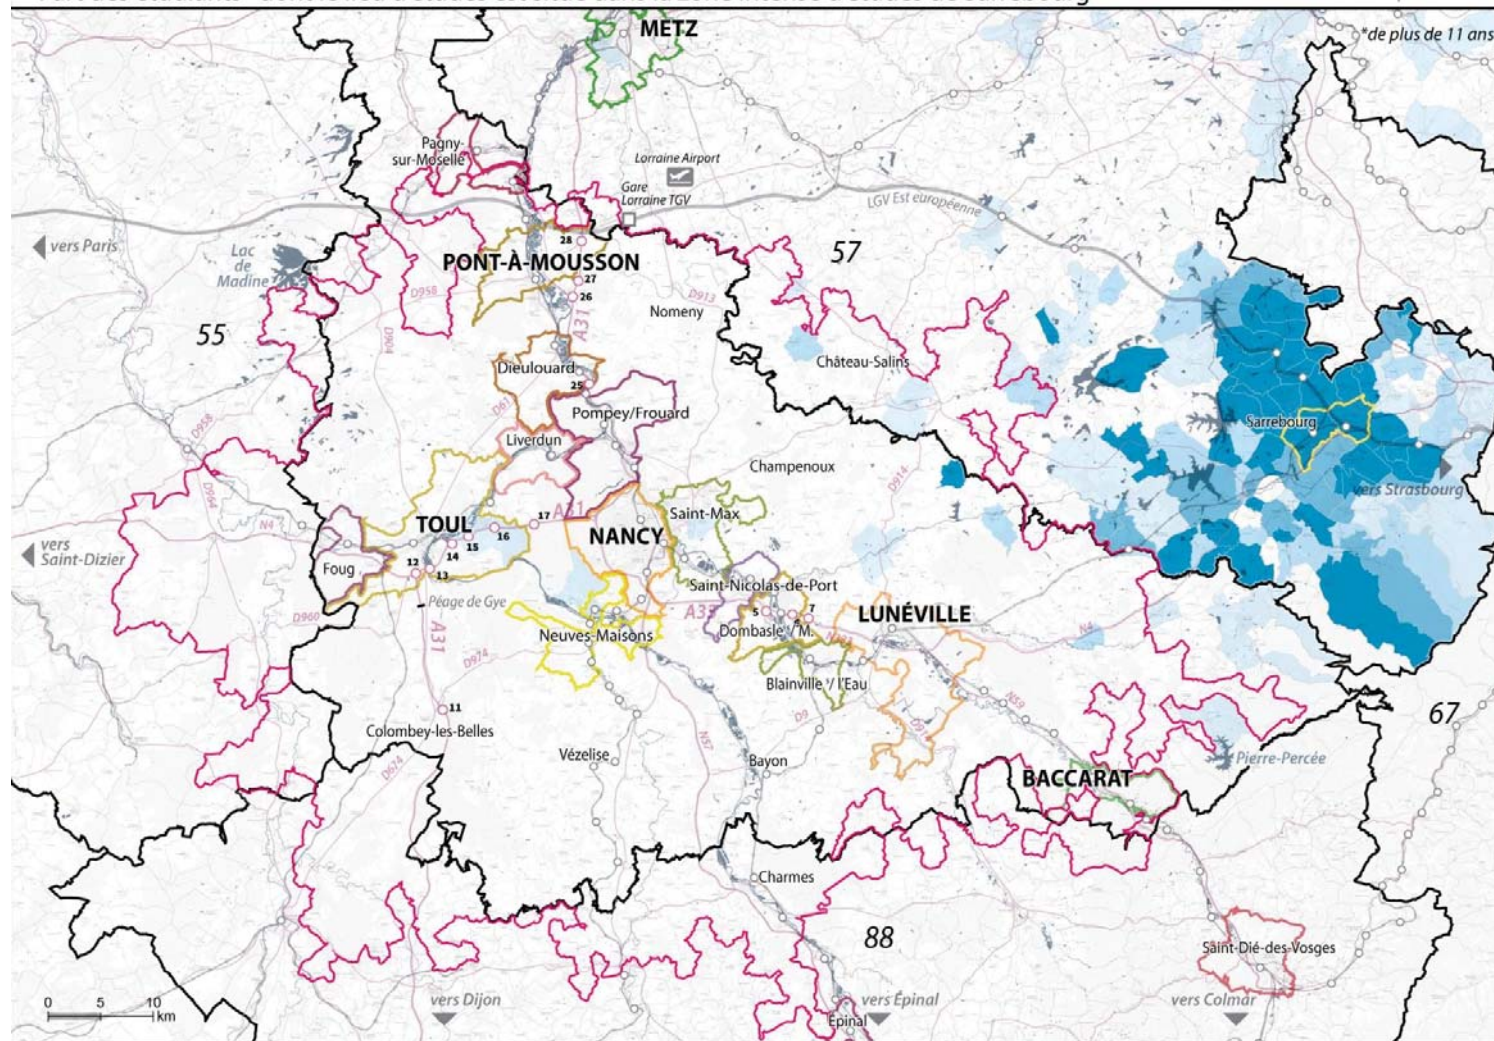 METZ
*de plus de 11 ans
Pagny-
sur-Moselle
Lorraine Airport
Gare
Lorraine TGV
LGV Est européenne
vers Paris
Lac
de
Madine
28
57
PONT-À-MOUSSON
27
D958
26
D913
Nomeny
55
A31
D904
Château-Salins
Dieulouard
25
D61
Pompey/Frouard
Sarrebourg
D958
Liverdun
Champenoux
D914
vers Strasbourg
D964
A31
17
Saint-Max
N4
TOUL
16
NANCY
15
vers
Saint-Dizier
14
Foug
12
13
Saint-Nicolas-de-Port
Péage de Gye
D960
A33
5
7
LUNÉVILLE
N4
A31
Neuves-Maisons
Dombasle /M.
D974
Blainville / l'Eau
11
D9
N59
67
Colombey-les-Belles
N57
Vézelise
Bayon
Pierre-Percée
D674
BACCARAT
Charmes
88
Saint-Dié-des-Vosges
0 5 10
km
vers Dijon
vers Épinal
vers Colmar
Épinal